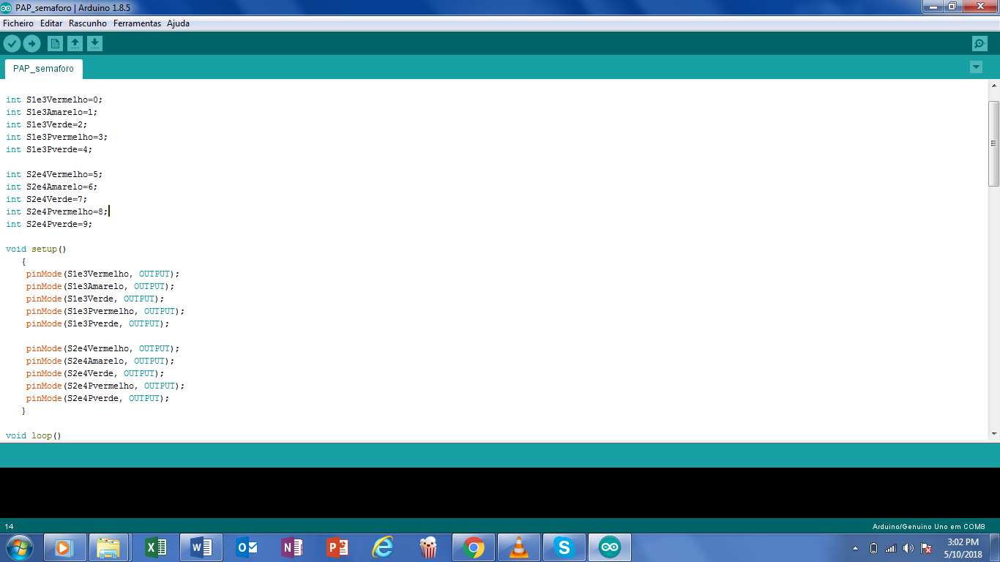 PAP_semaforo | Arduino 1.8.5
Ficheiro Editar Rascunho Ferramentas Ajuda
PAP_semaforo
int S1e3Vermelho=0;
int S1e3Amarelo=1;
int S1e3Verde=2;
int S1e3Pvermelho=3;
int S1e3Pverde=4;
int S2e4Vermelho=5;
int S2e4Amarelo=6;
int S2e4Verde=7;
int S2e4Pvermelho=8;
int S2e4Pverde=9;
void setup()
{
pinMode(S1e3Vermelho, OUTPUT);
pinMode(S1e3Amarelo, OUTPUT);
pinMode(S1e3Verde, OUTPUT);
pinMode(S1e3Pvermelho, OUTPUT);
pinMode(S1e3Pverde, OUTPUT);
pinMode(S2e4Vermelho, OUTPUT);
pinMode(S2e4Amarelo, OUTPUT);
pinMode(S2e4Verde, OUTPUT);
pinMode(S2e4Pvermelho, OUTPUT);
pinMode(S2e4Pverde, OUTPUT);
}
void loop()
14 Arduino/Genuino Uno em COM8
3:02 PM
5/10/2018